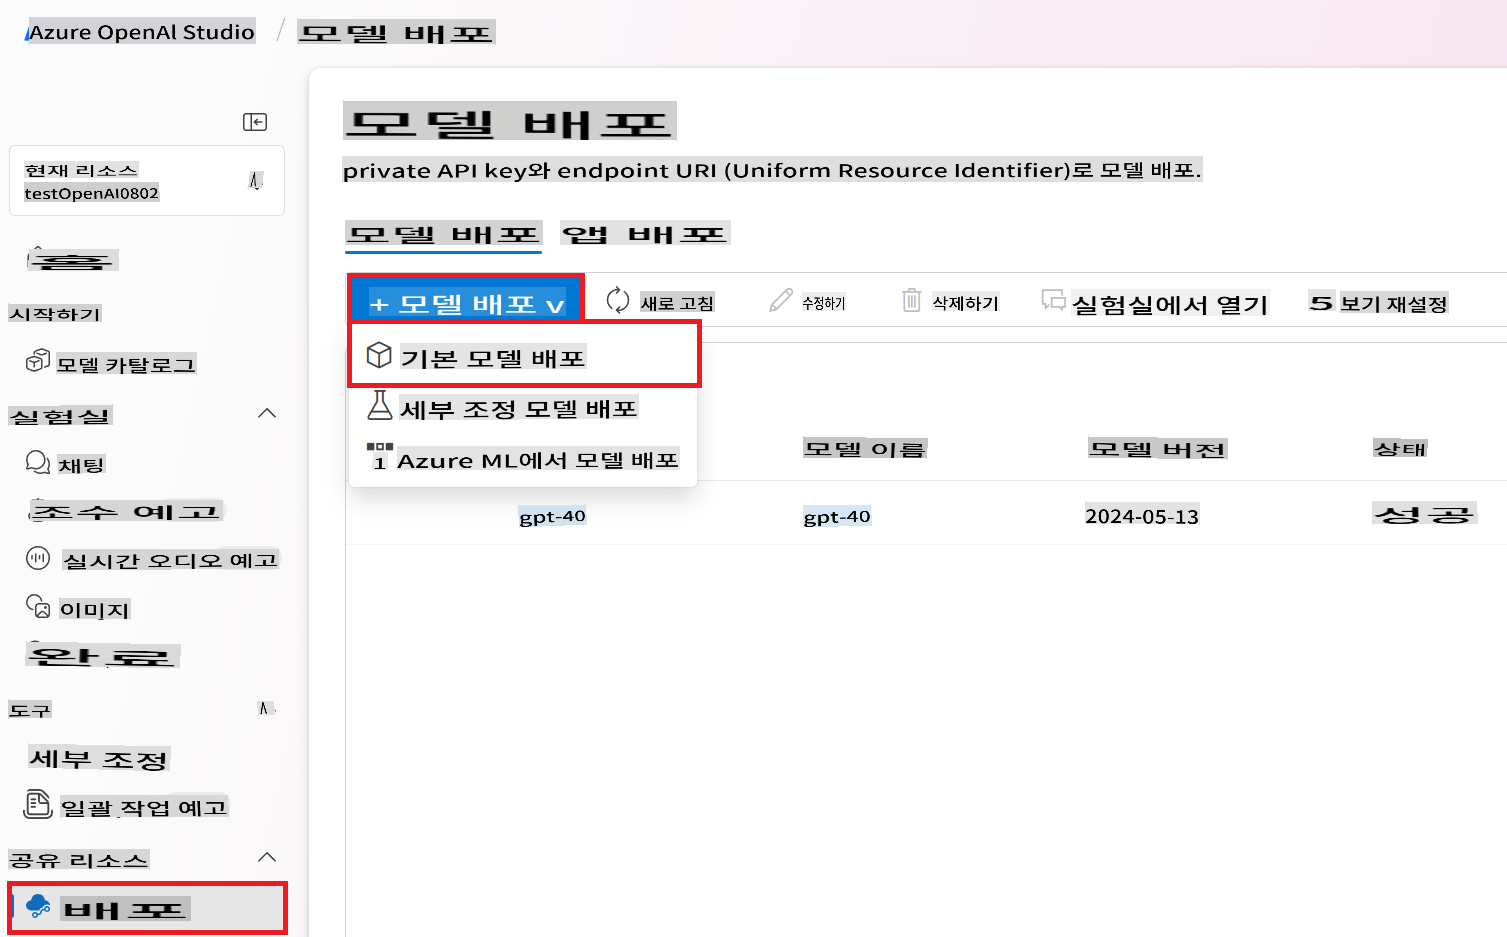 Azure OpenAl Studio / 모델 배포
현재 리소스
testOpenAI0802
홈
시작하기
모델 카탈로그
실험실
채팅
조수 예고
실시간 오디오 예고
이미지
완료
도구
세부 조정
일괄 작업 예고
공유 리소스
배포
모델 배포
private API key와 endpoint URI (Uniform Resource Identifier)로 모델 배포.
모델 배포 앱 배포
+ 모델 배포 v 새로 고침 수정하기 삭제하기 실험실에서 열기 5 보기 재설정
기본 모델 배포
세부 조정 모델 배포
1 Azure ML에서 모델 배포
모델 이름 모델 버전 상태
gpt-40 gpt-40 2024-05-13 성공